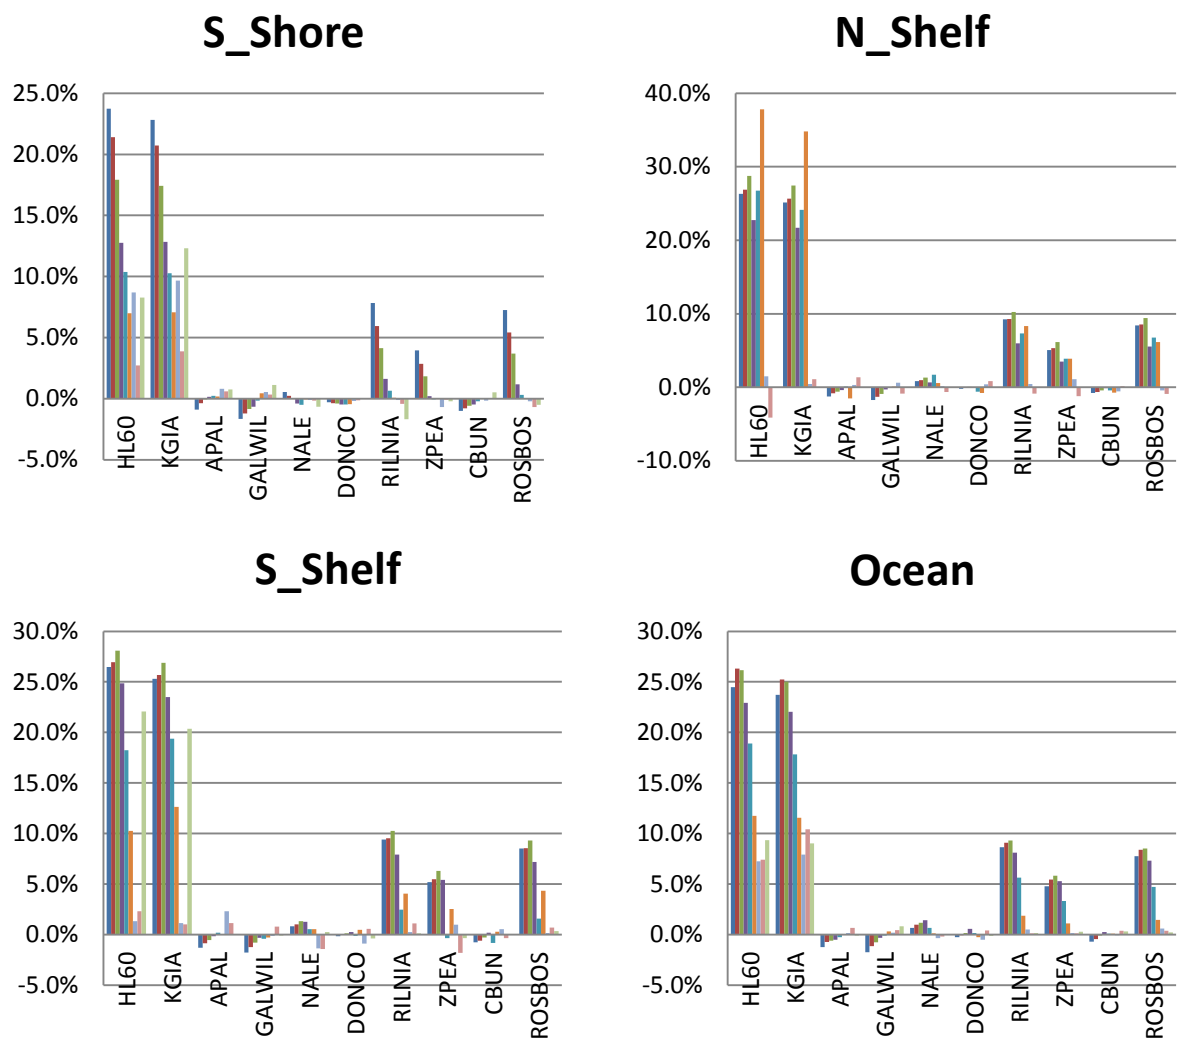 S_Shore
25.0%
20.0%
15.0%
10.0%
5.0%
0.0%
-5.0%
HL60
KGIA
APAL
GALWIL
NALE
DONCO
RILNIA
ZPEA
CBUN
ROSBOS
N_Shelf
40.0%
30.0%
20.0%
10.0%
0.0%
-10.0%
HL60
KGIA
APAL
GALWIL
NALE
DONCO
RILNIA
ZPEA
CBUN
ROSBOS
S_Shelf
30.0%
25.0%
20.0%
15.0%
10.0%
5.0%
0.0%
-5.0%
HL60
KGIA
APAL
GALWIL
NALE
DONCO
RILNIA
ZPEA
CBUN
ROSBOS
Ocean
30.0%
25.0%
20.0%
15.0%
10.0%
5.0%
0.0%
-5.0%
HL60
KGIA
APAL
GALWIL
NALE
DONCO
RILNIA
ZPEA
CBUN
ROSBOS